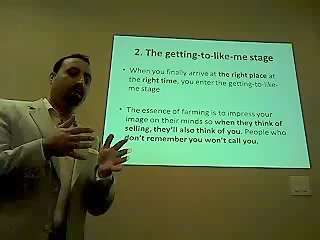 2. The getting-to-like-me stage
• When you finally arrive at the right place at
the right time, you enter the getting-to-like-
me stage
• The essence of farming is to impress your
image on their minds so when they think of
selling, they'll also think of you. People who
don't remember you won't call you.